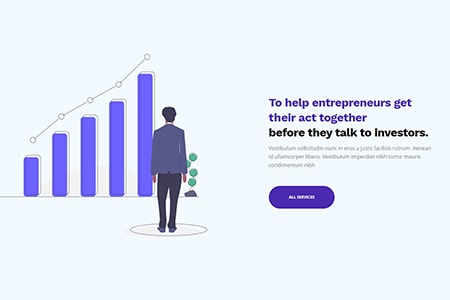 To help entrepreneurs get
their act together
before they talk to investors.
Vestibulum sollicitudin nunc in eros a justo facilisis rutrum. Aenean
id ullamcorper libero. Vestibulum imperdiet nibh tortor mauris
condimentum nibh
ALL SERVICES